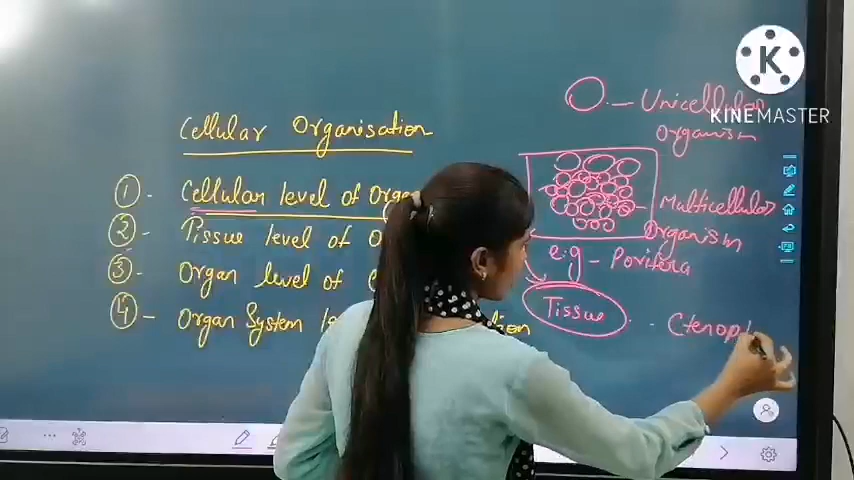 Cellular Organisation
1 - Cellular level of
2 - Tissue level of
3 - Organ level of
4 - Organ System
Unicellular
organism
Multicellular
Organism
e.g - Porifera
Tissue - Ctenop
K
KINEMASTER